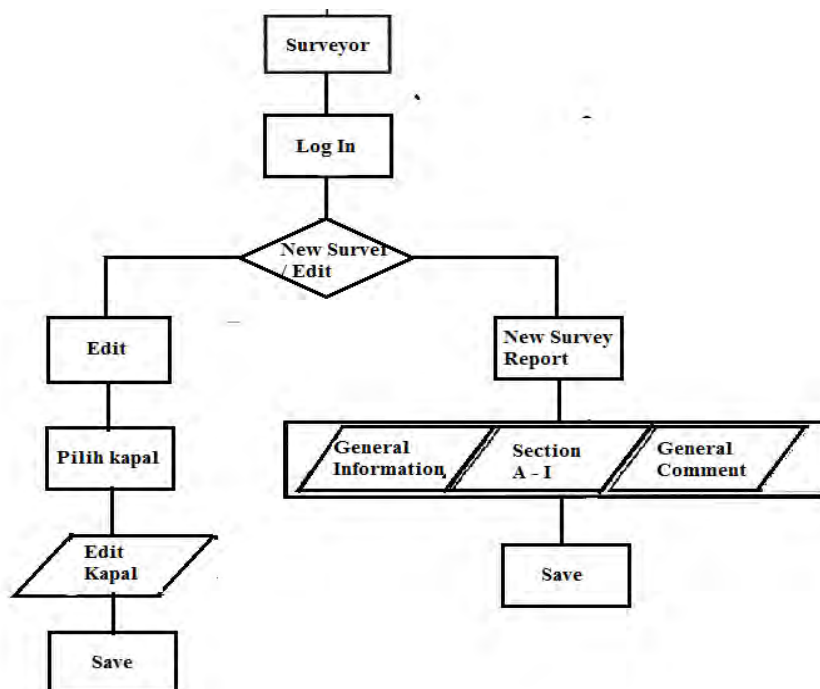 Surveyor
Log In
New Survei
/ Edit
Edit
New Survey
Report
Pilih kapal
General
Information
Section
A - I
General
Comment
Edit
Kapal
Save
Save